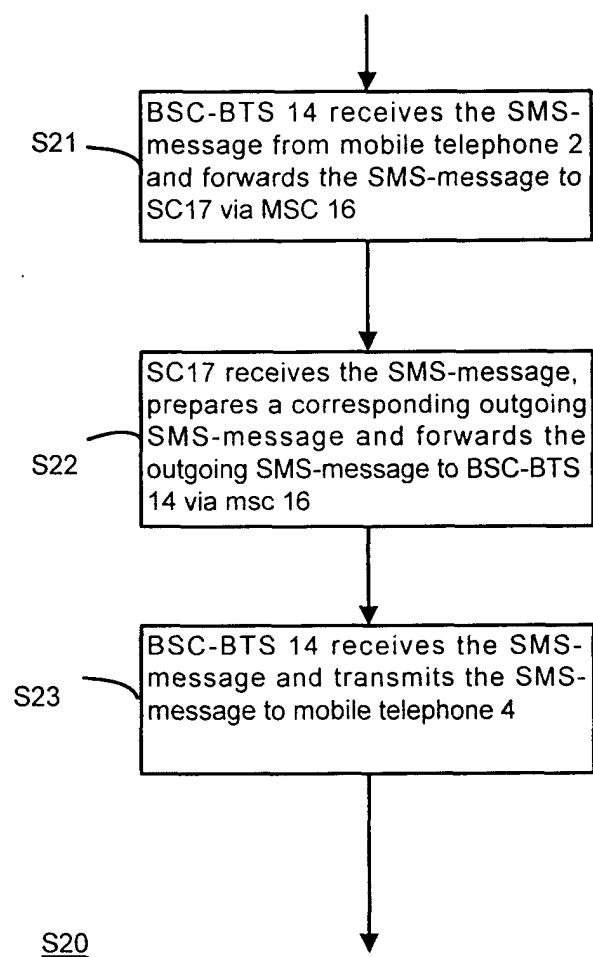 BSC-BTS 14 receives the SMS-
message from mobile telephone 2
S21
and forwards the SMS-message to
SC17 via MSC 16
SC17 receives the SMS-message,
prepares a corresponding outgoing
SMS-message and forwards the
S22
outgoing SMS-message to BSC-BTS
14 via msc 16
BSC-BTS 14 receives the SMS-
message and transmits the SMS-
S23
message to mobile telephone 4
S20